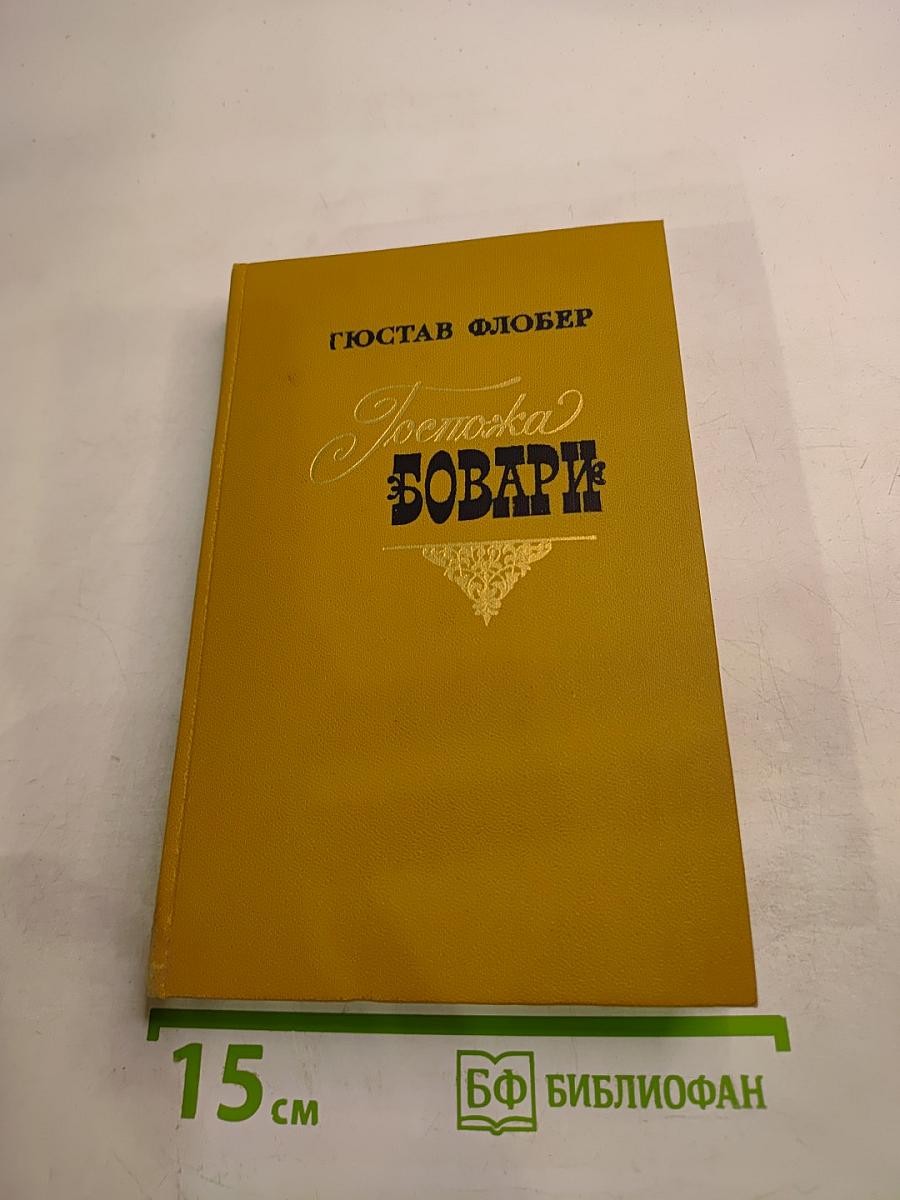 ГЮСТАВ ФЛОБЕР
Госпожа
БОВАРИ
15 см
БФ БИБЛИОФАН